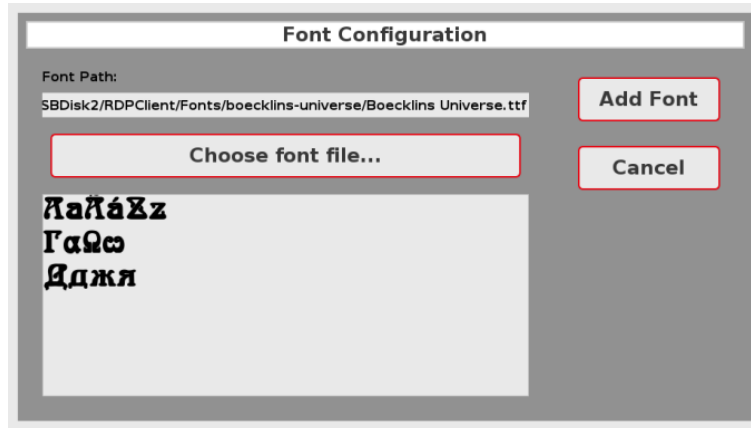 Font Configuration
Font Path:
SBDisk2/RDPClient/Fonts/boecklins-universe/Boecklins Universe.ttf
Add Font
Choose font file...
Cancel
AaÄáZz
ΓαΩω
Дджя